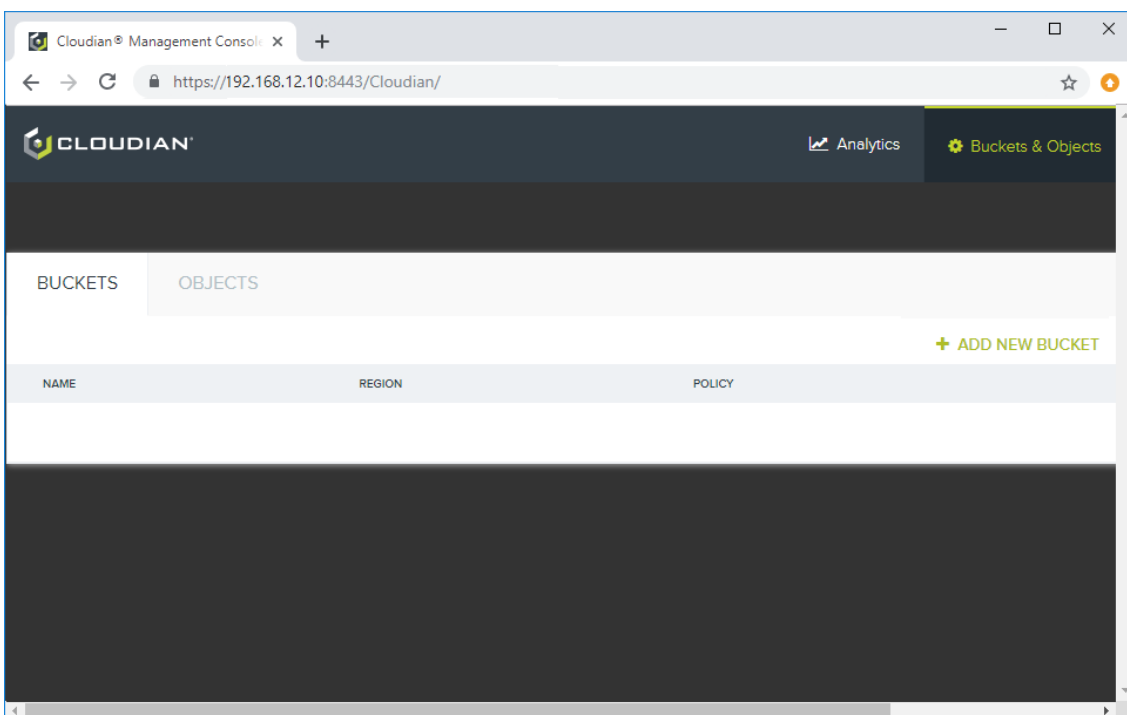 Cloudian® Management Console
https://192.168.12.10:8443/Cloudian/
CLOUDIAN®
Analytics
Buckets & Objects
BUCKETS OBJECTS
+ ADD NEW BUCKET
NAME REGION POLICY